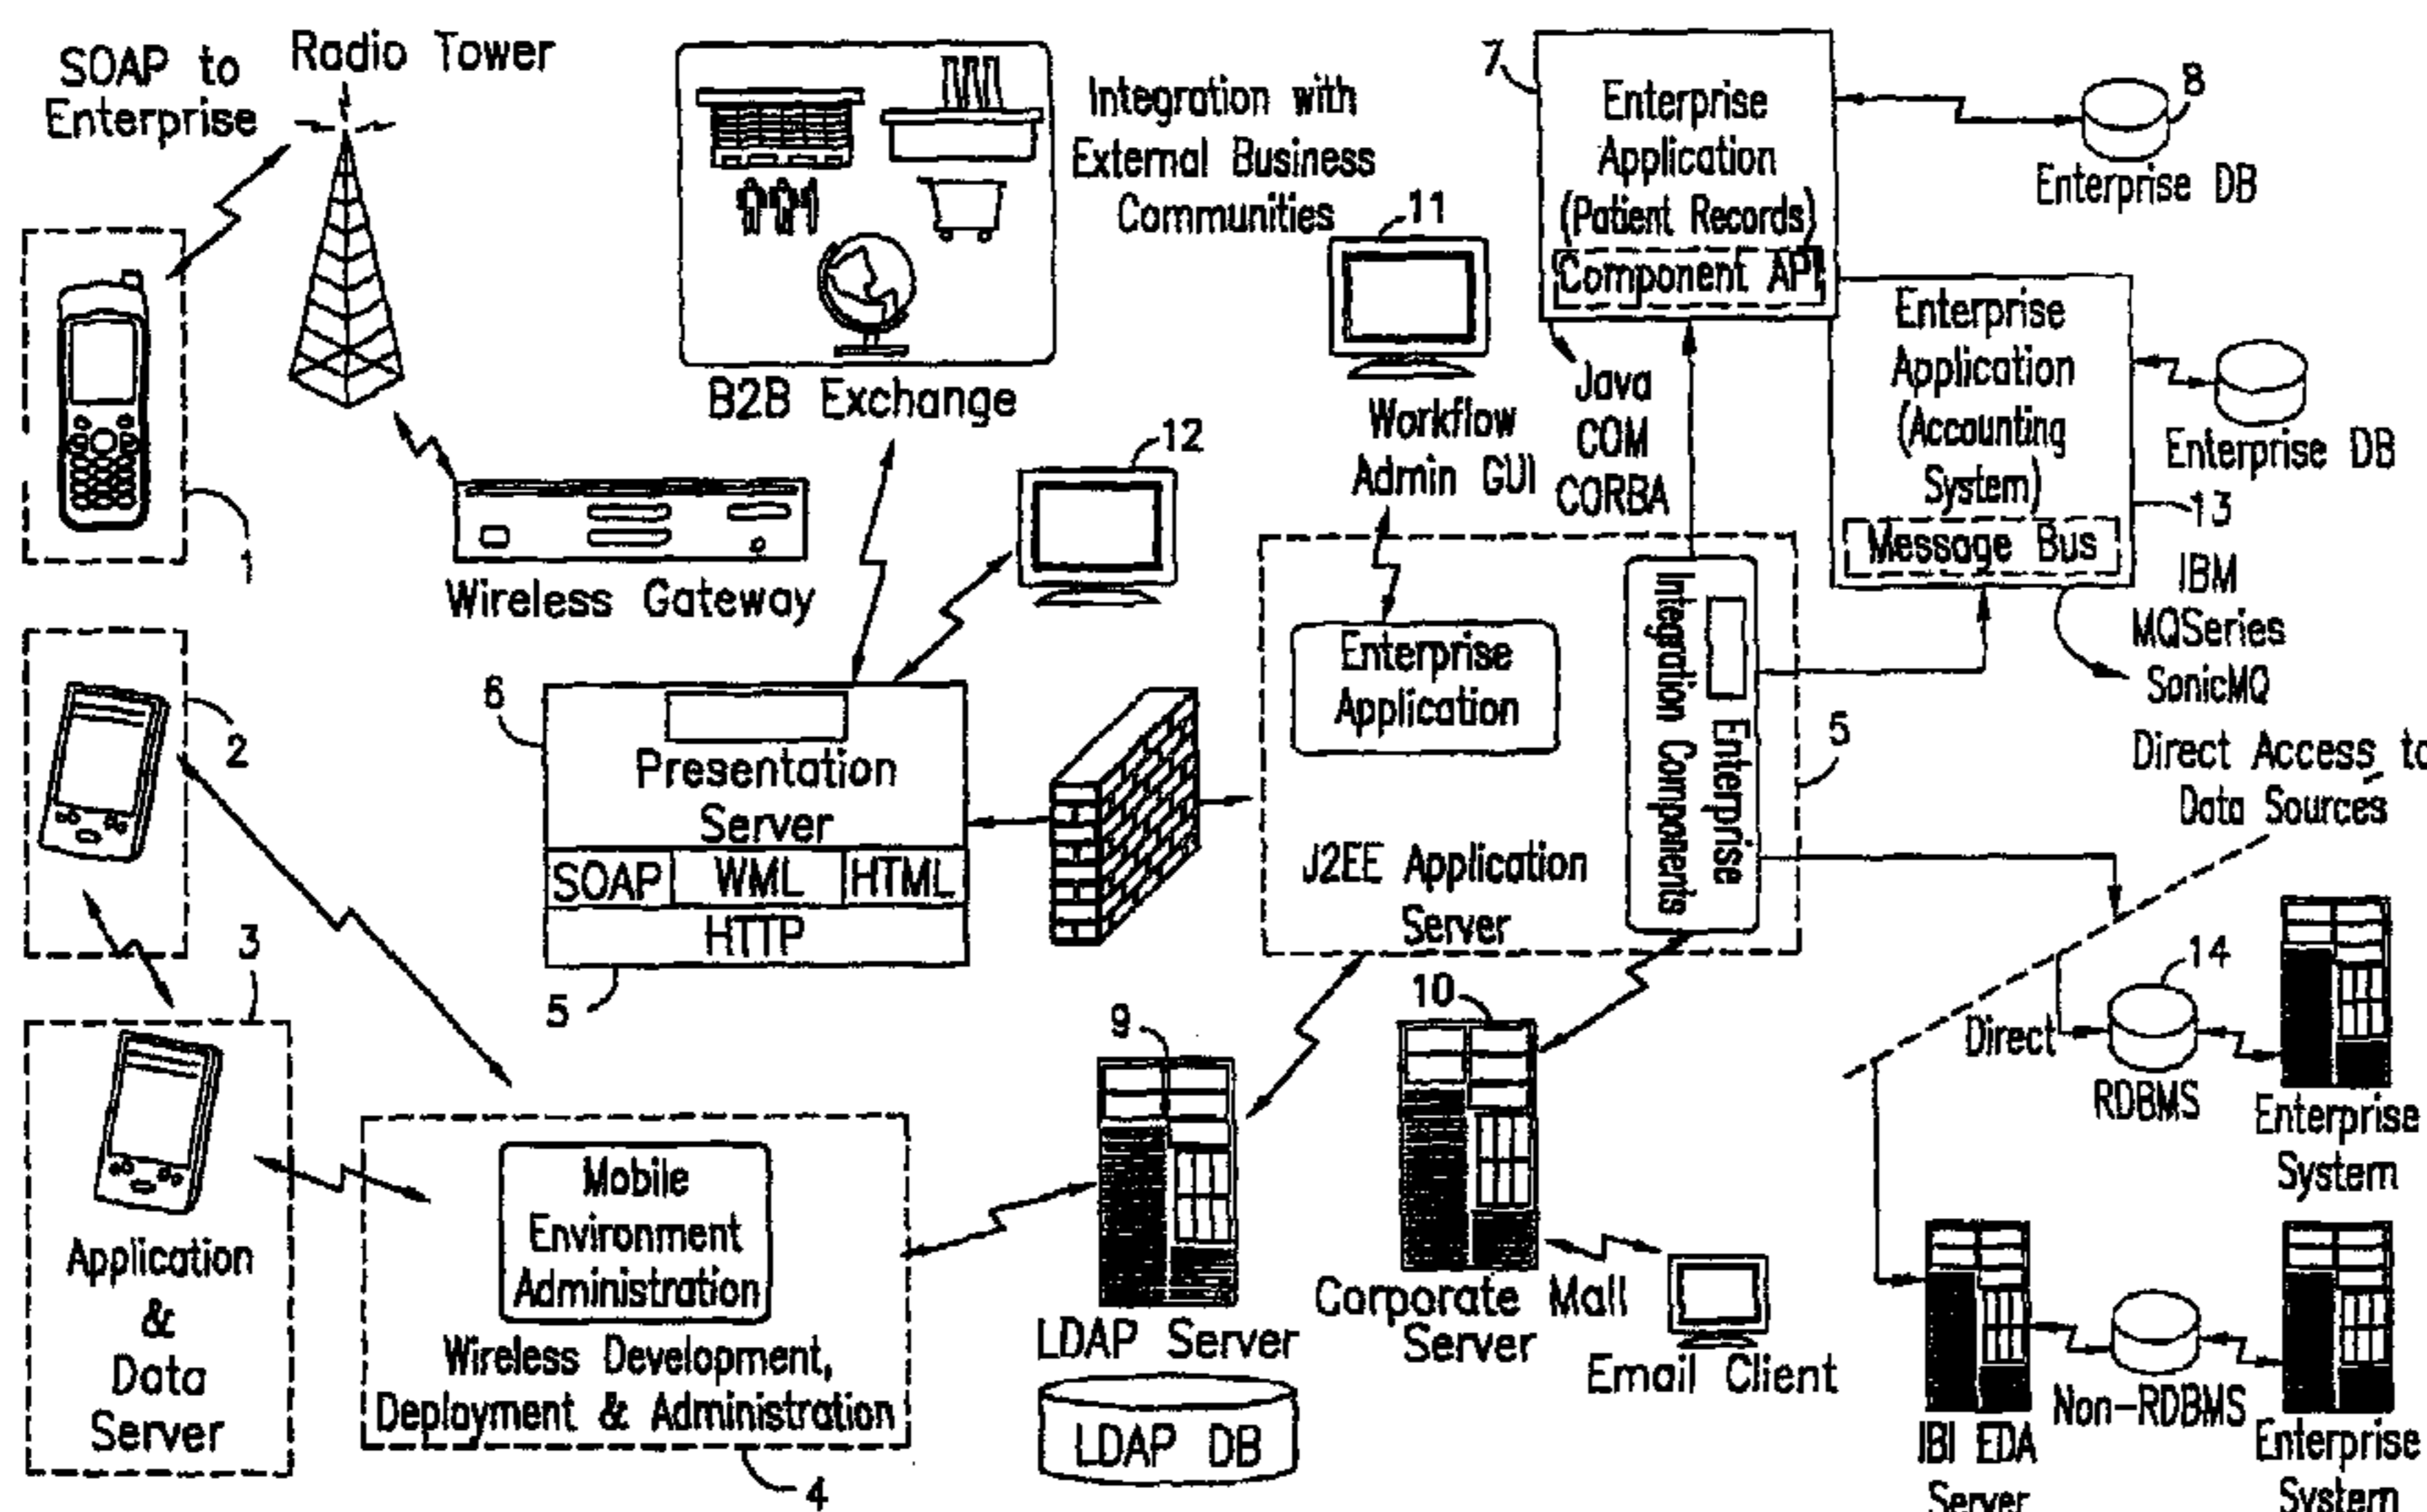 SOAP to
Enterprise
Radio Tower
Integration with
External Business
Communities
B2B Exchange
7
Enterprise
Application
(Patient Records)
Component API
8
Enterprise DB
11
Workflow
Admin GUI
Java
COM
CORBA
Enterprise
Application
(Accounting
System)
Message Bus
Enterprise DB
13
IBM
MQSeries
SonicMQ
1
Wireless Gateway
12
2
6
Presentation
Server
SOAP
WML
HTML
HTTP
5
Enterprise
Application
J2EE Application
Server
Enterprise
Integration Components
5
Direct Access to
Data Sources
3
Application
&
Data
Server
Mobile
Environment
Administration
Wireless Development,
Deployment & Administration
4
9
LDAP Server
LDAP DB
10
Corporate Mail
Server
Email Client
Direct
14
RDBMS
Enterprise
System
IBI EDA
Server
Non-RDBMS
Enterprise
System